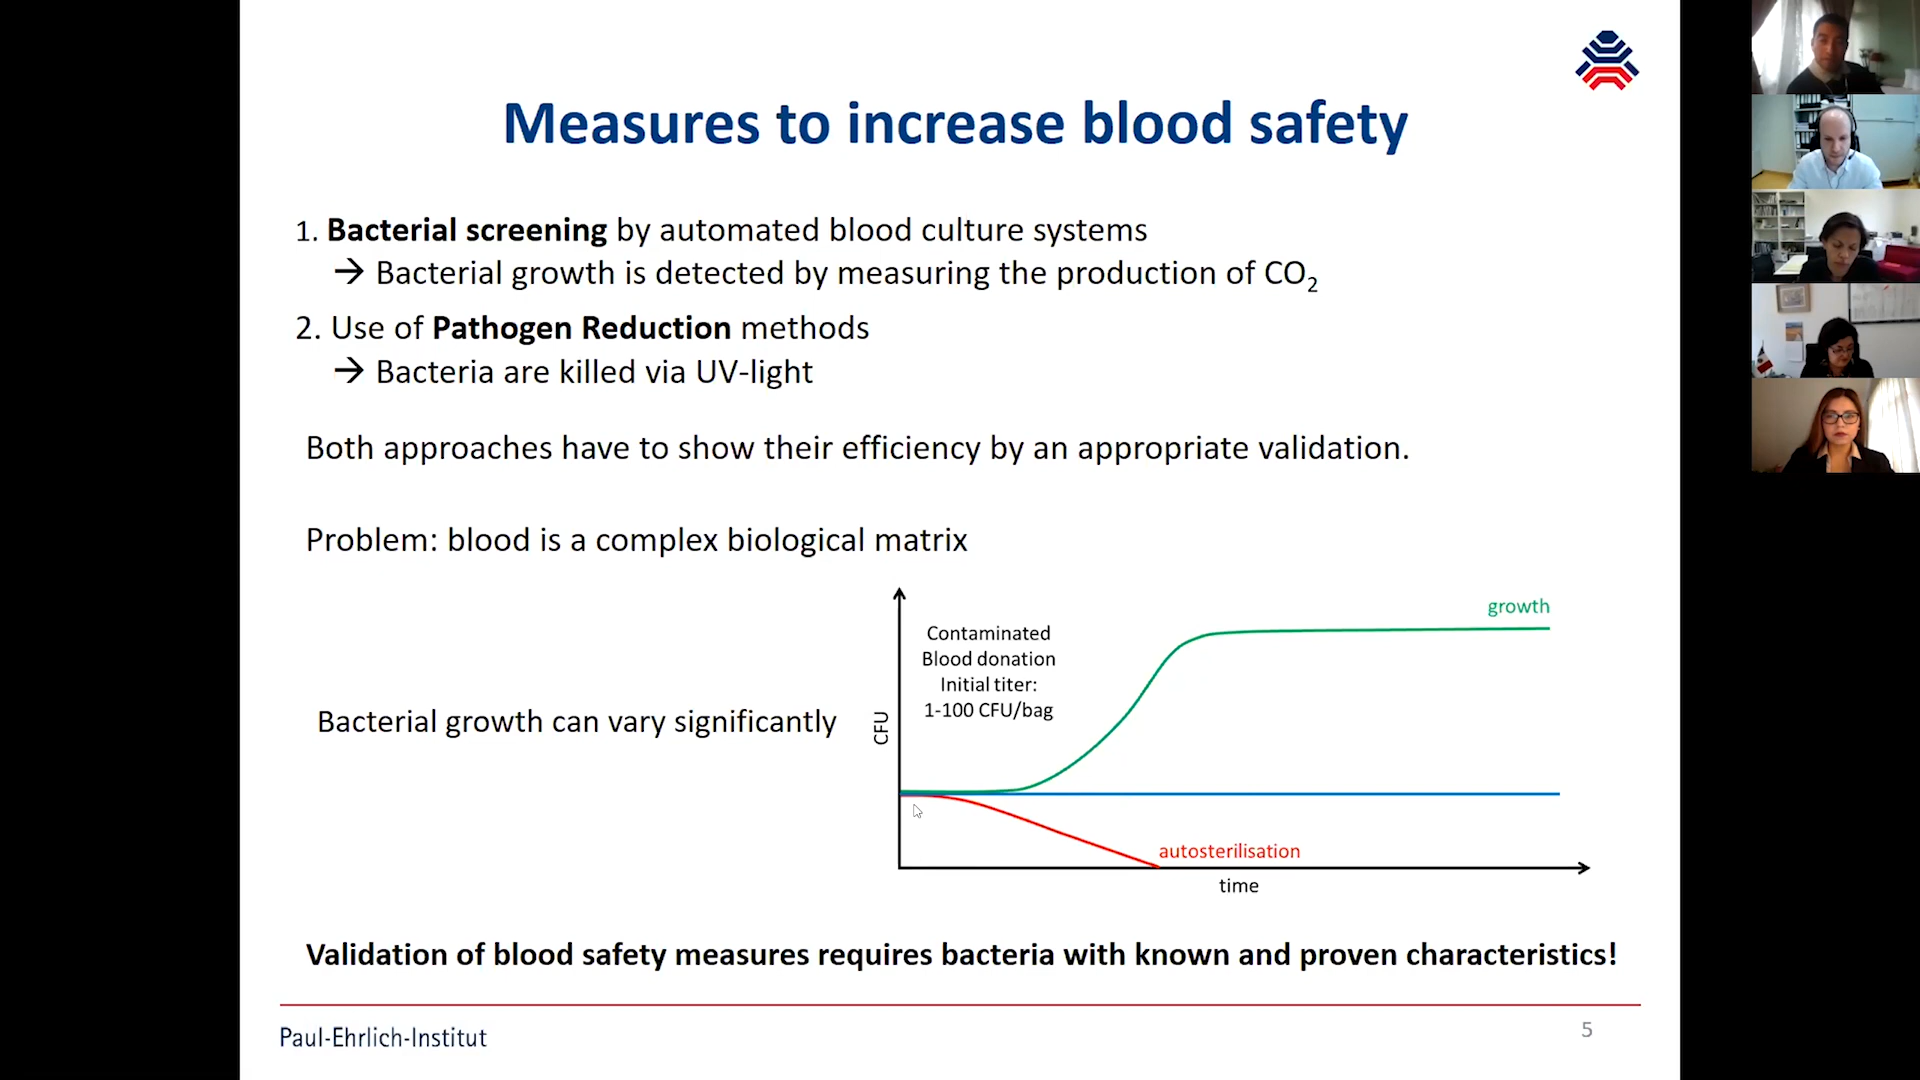 Measures to increase blood safety
1. Bacterial screening by automated blood culture systems
→ Bacterial growth is detected by measuring the production of CO₂
2. Use of Pathogen Reduction methods
→ Bacteria are killed via UV-light
Both approaches have to show their efficiency by an appropriate validation.
Problem: blood is a complex biological matrix
Bacterial growth can vary significantly
CFU
Contaminated
Blood donation
Initial titer:
1-100 CFU/bag
growth
autosterilisation
time
Validation of blood safety measures requires bacteria with known and proven characteristics!
Paul-Ehrlich-Institut
5